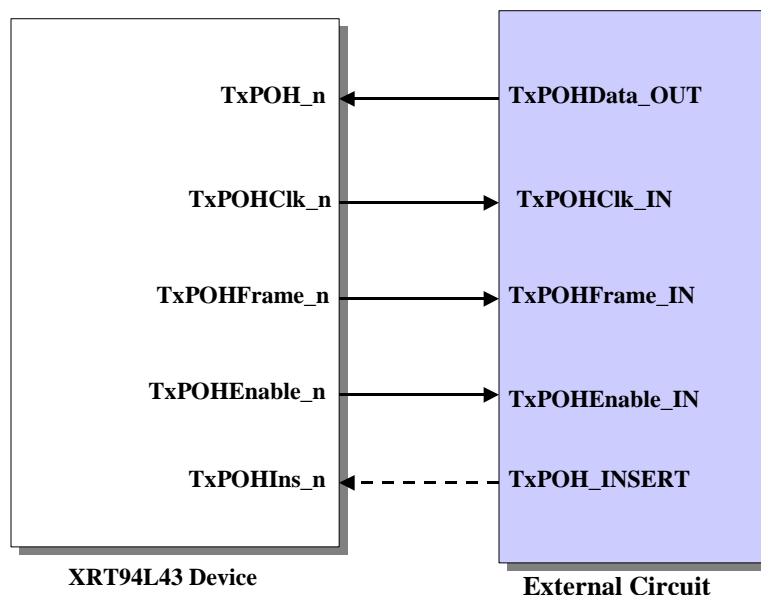 TxPOH_n
TxPOHData_OUT
TxPOHClk_n
TxPOHClk_IN
TxPOHFrame_n
TxPOHFrame_IN
TxPOHEnable_n
TxPOHEnable_IN
TxPOHIns_n
TxPOH_INSERT
XRT94L43 Device
External Circuit